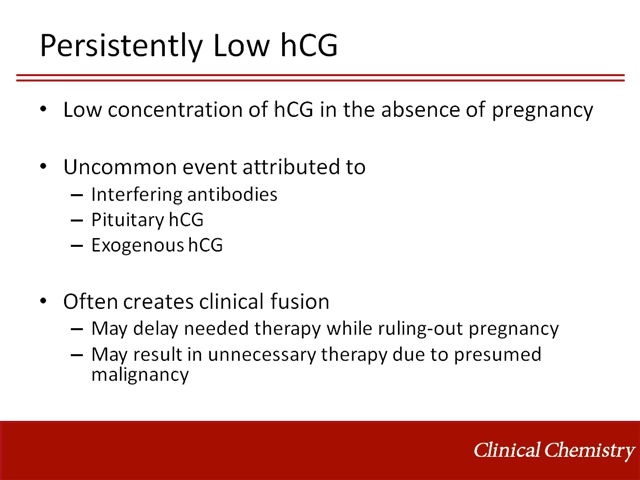 Persistently Low hCG
• Low concentration of hCG in the absence of pregnancy
• Uncommon event attributed to
– Interfering antibodies
– Pituitary hCG
– Exogenous hCG
• Often creates clinical fusion
– May delay needed therapy while ruling-out pregnancy
– May result in unnecessary therapy due to presumed
malignancy
Clinical Chemistry